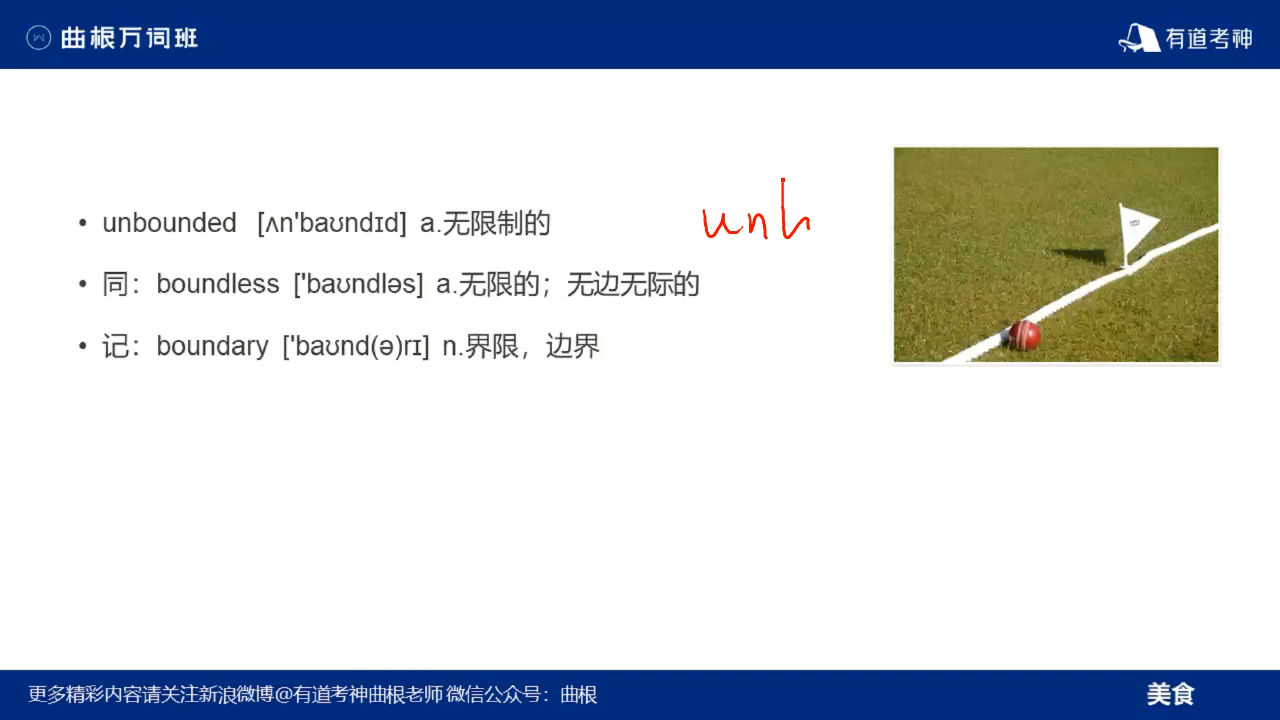 曲根万词班
有道考神
unbounded [ʌn'baʊndɪd] a.无限制的
unh
同：boundless ['baʊndləs] a.无限的；无边无际的
记：boundary ['baʊnd(ə)rɪ] n.界限，边界
更多精彩内容请关注新浪微博@有道考神曲根老师 微信公众号：曲根
美食